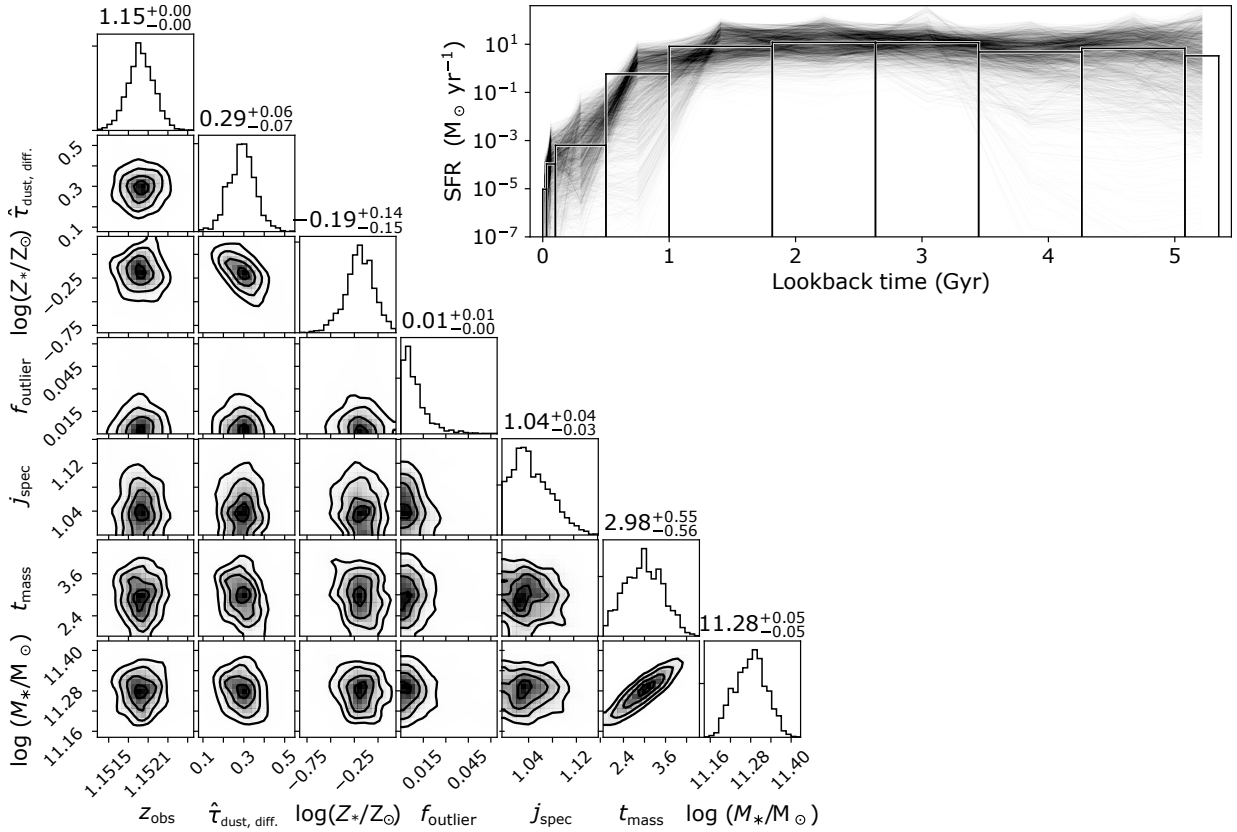 1.15+0.00−0.00
10^1
10^−1
10^−3
10^−5
10^−7
SFR (M⊙ yr^−1)
0 1 2 3 4 5
Lookback time (Gyr)
0.29+0.06−0.07
0.5
0.3
0.1
τ̂dust, diff.
−0.19+0.14−0.15
−0.25
−0.75
log(Z*/Z⊙)
0.01+0.01−0.00
−0.75
0.045
0.015
foutlier
1.04+0.04−0.03
1.12
1.04
jspec
2.98+0.55−0.56
3.6
2.4
tmass
11.28+0.05−0.05
11.40
11.28
11.16
log (M*/M⊙)
1.1515 1.1521 0.1 0.3 0.5 −0.75 −0.25 0.015 0.045 1.04 1.12 2.4 3.6 11.16 11.28 11.40
zobs τ̂dust, diff. log(Z*/Z⊙) foutlier jspec tmass log (M*/M⊙)